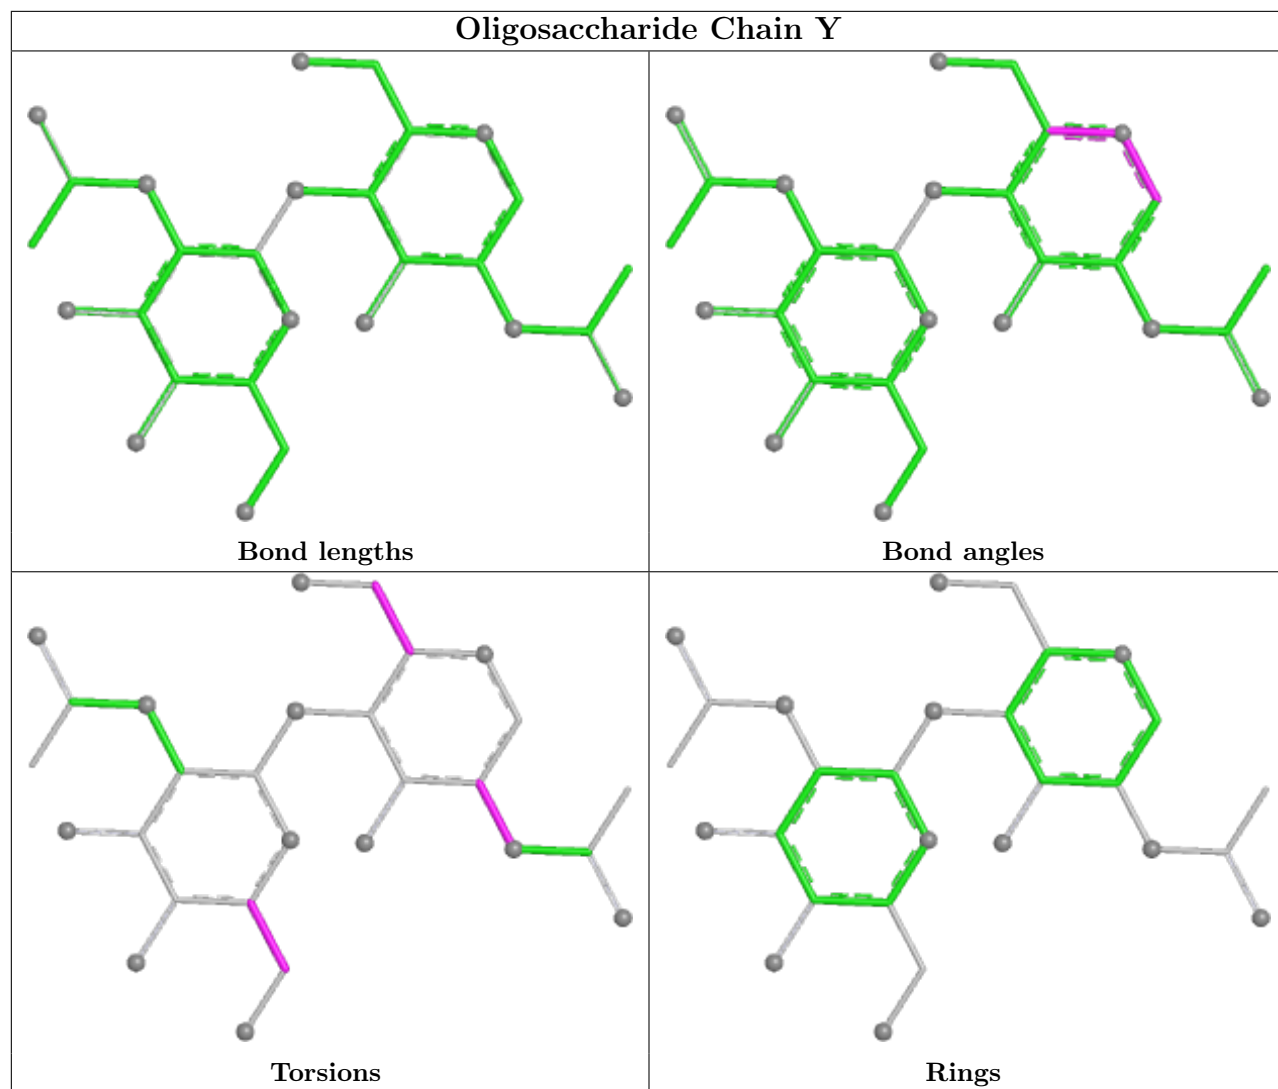 Oligosaccharide Chain Y
Bond lengths
Bond angles
Torsions
Rings